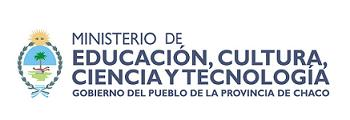 MINISTERIO DE
EDUCACIÓN, CULTURA,
CIENCIA Y TECNOLOGÍA
GOBIERNO DEL PUEBLO DE LA PROVINCIA DE CHACO